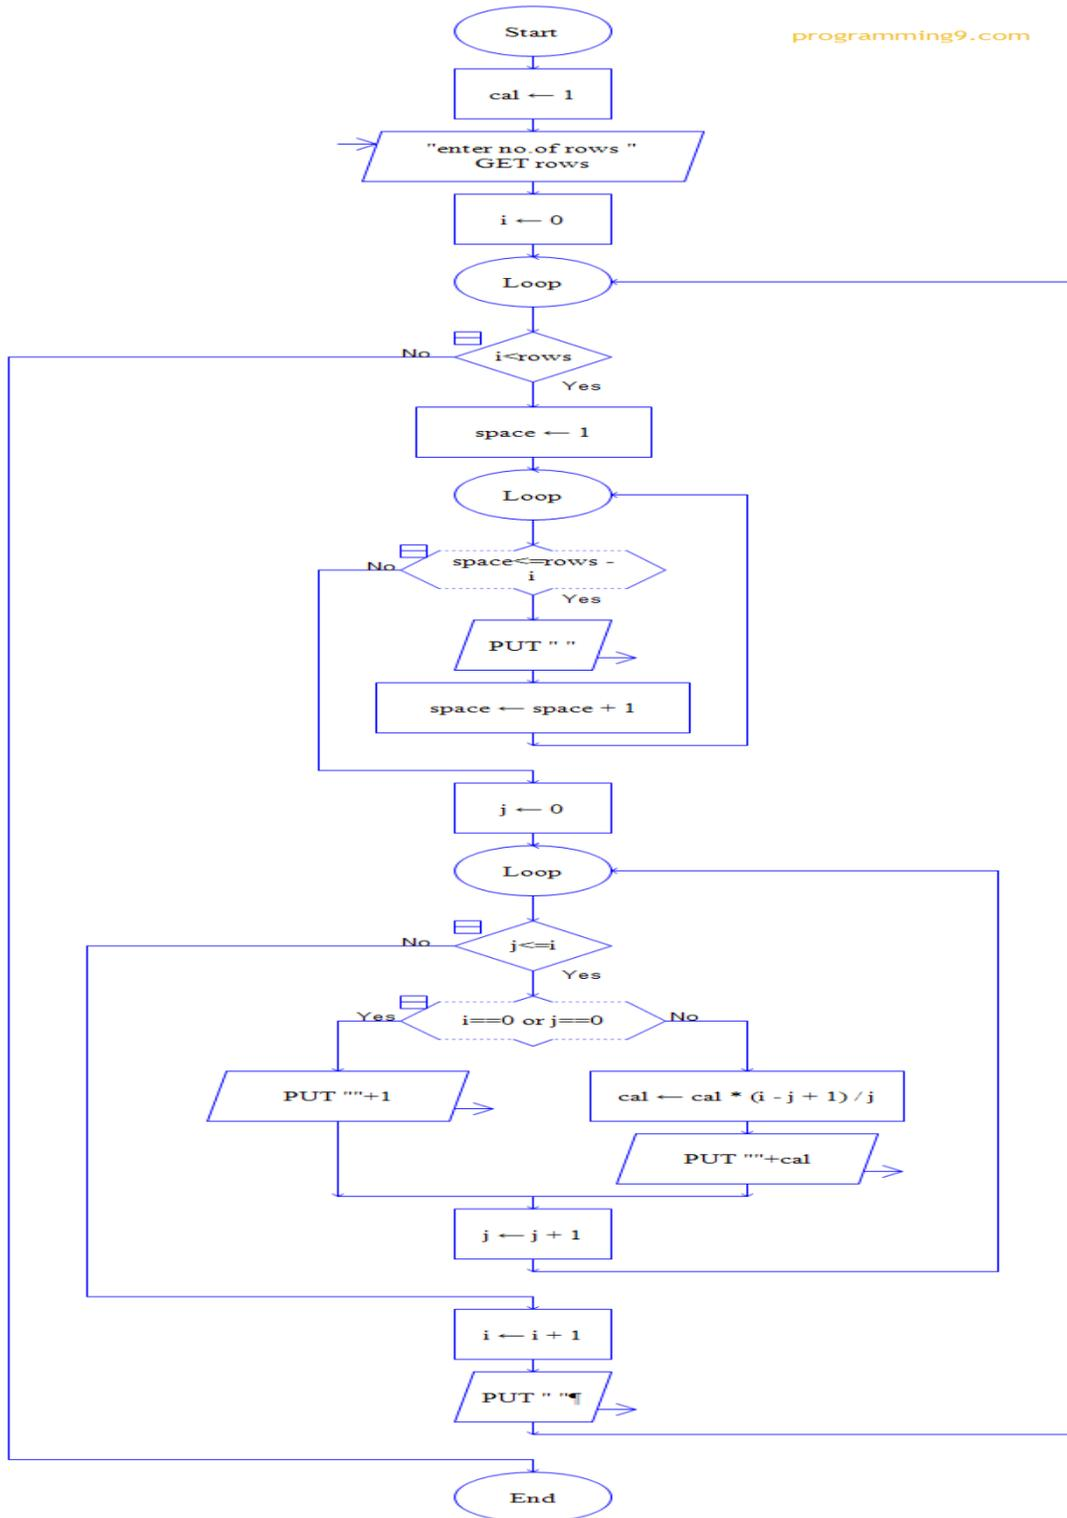 Start
programming9.com
cal ← 1
"enter no.of rows "
GET rows
i ← 0
Loop
i<rows
No
Yes
space ← 1
Loop
space<=rows -
i
No
Yes
PUT " "
space ← space + 1
j ← 0
Loop
j<=i
No
Yes
i==0 or j==0
Yes
No
PUT ""+1
cal ← cal * (i - j + 1) / j
PUT ""+cal
j ← j + 1
i ← i + 1
PUT " "¶
End